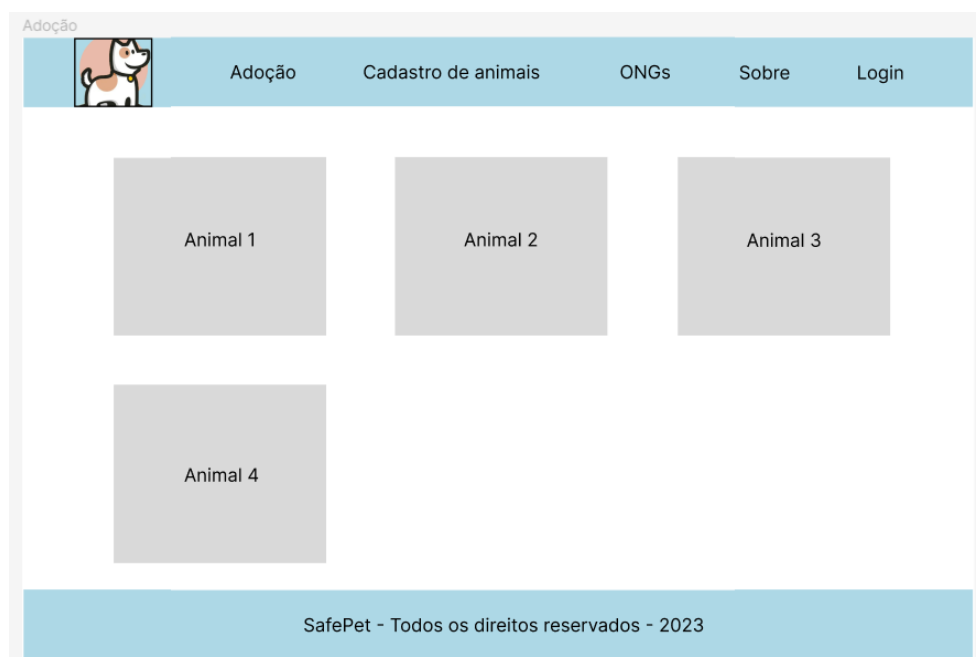 Adoção
Adoção Cadastro de animais ONGs Sobre Login
Animal 1 Animal 2 Animal 3
Animal 4
SafePet - Todos os direitos reservados - 2023